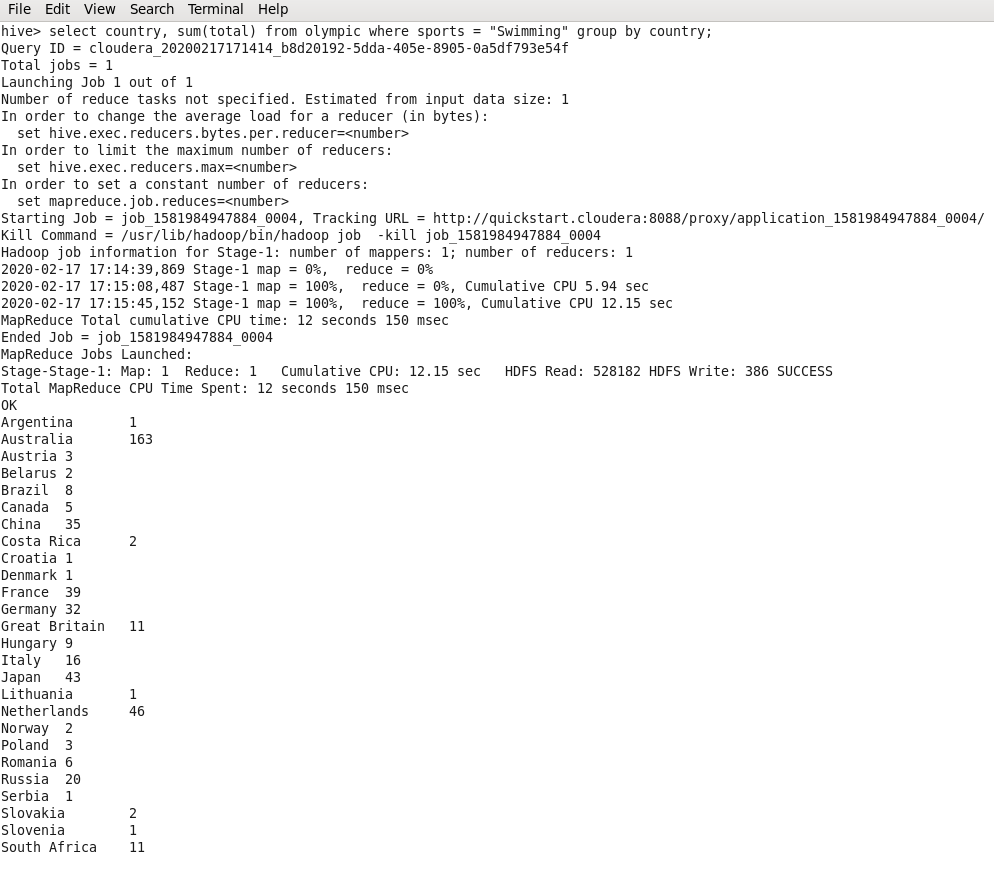 File Edit View Search Terminal Help
hive> select country, sum(total) from olympic where sports = "Swimming" group by country;
Query ID = cloudera_20200217171414_b8d20192-5dda-405e-8905-0a5df793e54f
Total jobs = 1
Launching Job 1 out of 1
Number of reduce tasks not specified. Estimated from input data size: 1
In order to change the average load for a reducer (in bytes):
  set hive.exec.reducers.bytes.per.reducer=<number>
In order to limit the maximum number of reducers:
  set hive.exec.reducers.max=<number>
In order to set a constant number of reducers:
  set mapreduce.job.reduces=<number>
Starting Job = job_1581984947884_0004, Tracking URL = http://quickstart.cloudera:8088/proxy/application_1581984947884_0004/
Kill Command = /usr/lib/hadoop/bin/hadoop job  -kill job_1581984947884_0004
Hadoop job information for Stage-1: number of mappers: 1; number of reducers: 1
2020-02-17 17:14:39,869 Stage-1 map = 0%,  reduce = 0%
2020-02-17 17:15:08,487 Stage-1 map = 100%,  reduce = 0%, Cumulative CPU 5.94 sec
2020-02-17 17:15:45,152 Stage-1 map = 100%,  reduce = 100%, Cumulative CPU 12.15 sec
MapReduce Total cumulative CPU time: 12 seconds 150 msec
Ended Job = job_1581984947884_0004
MapReduce Jobs Launched:
Stage-Stage-1: Map: 1  Reduce: 1   Cumulative CPU: 12.15 sec   HDFS Read: 528182 HDFS Write: 386 SUCCESS
Total MapReduce CPU Time Spent: 12 seconds 150 msec
OK
Argentina       1
Australia       163
Austria 3
Belarus 2
Brazil  8
Canada  5
China   35
Costa Rica      2
Croatia 1
Denmark 1
France  39
Germany 32
Great Britain   11
Hungary 9
Italy   16
Japan   43
Lithuania       1
Netherlands     46
Norway  2
Poland  3
Romania 6
Russia  20
Serbia  1
Slovakia        2
Slovenia        1
South Africa    11